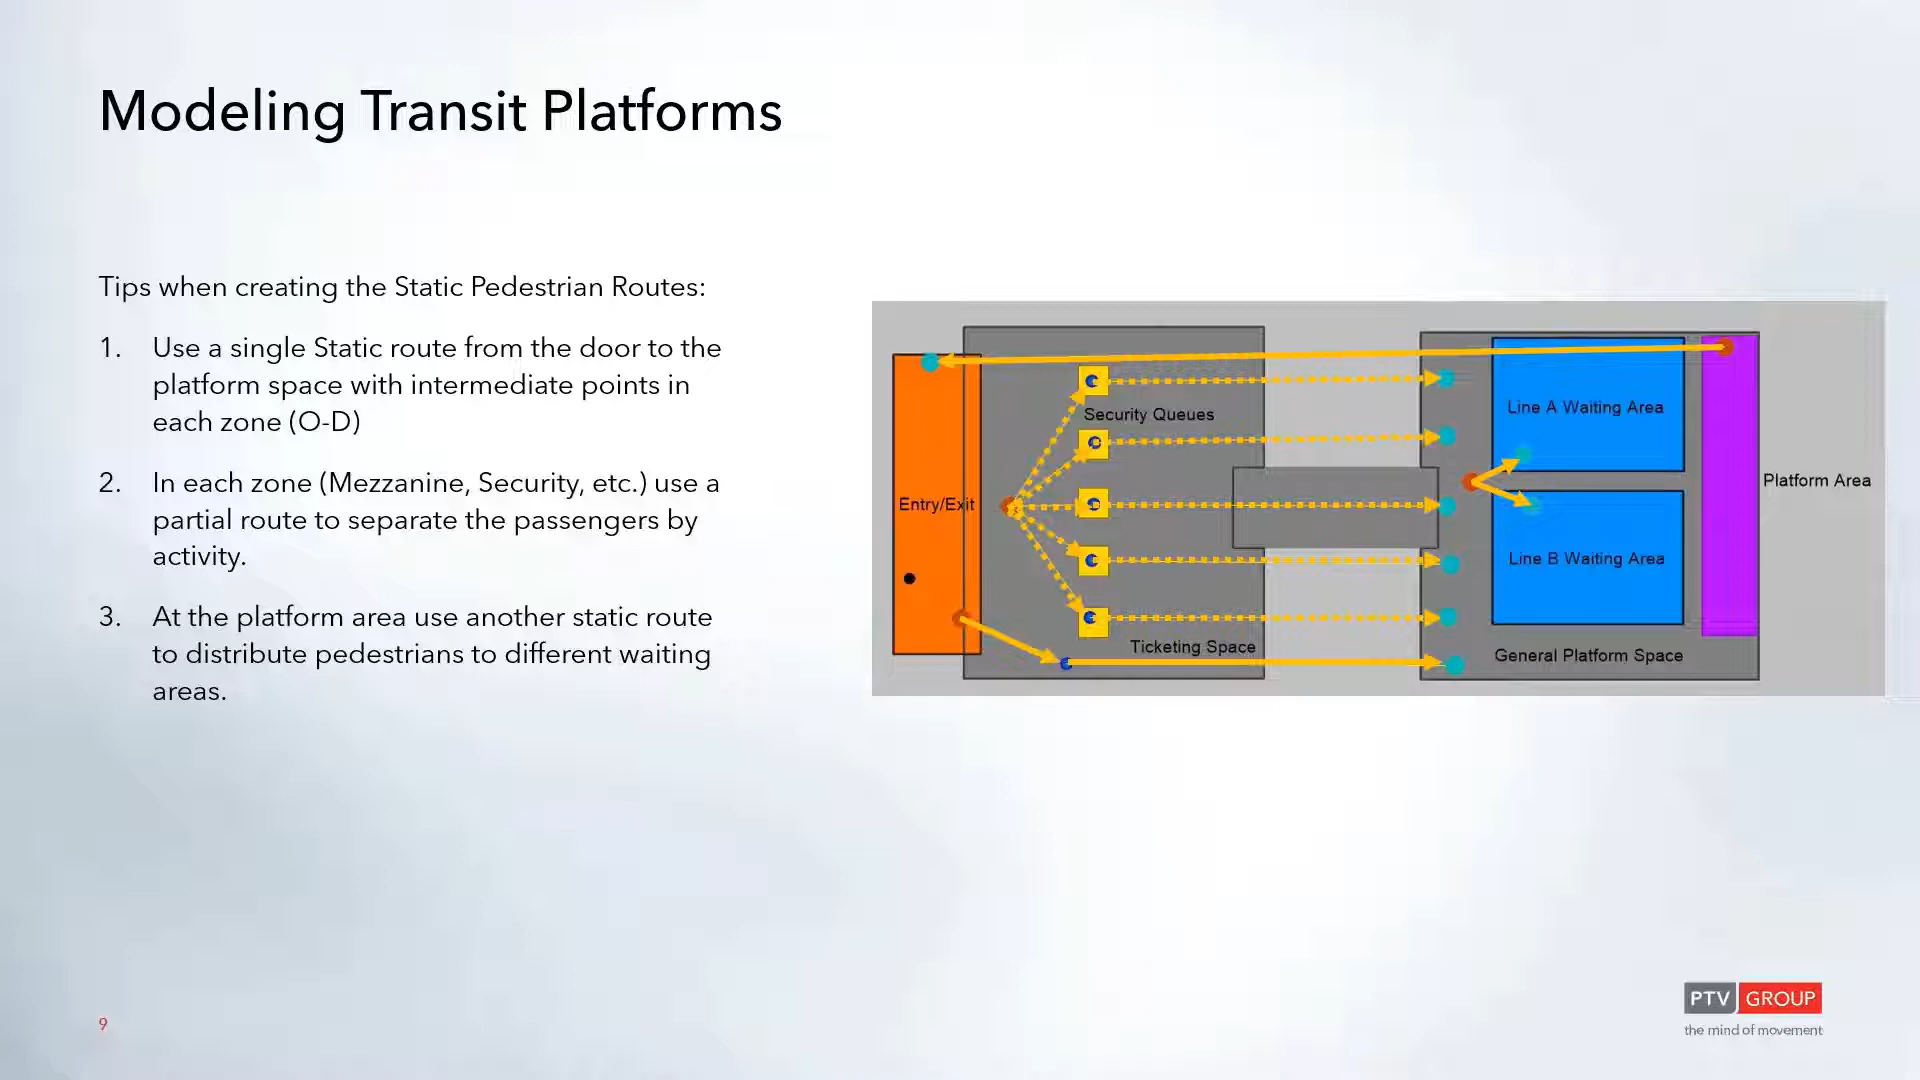 Modeling Transit Platforms
Tips when creating the Static Pedestrian Routes:
1. Use a single Static route from the door to the
platform space with intermediate points in
each zone (O-D)
2. In each zone (Mezzanine, Security, etc.) use a
partial route to separate the passengers by
activity.
3. At the platform area use another static route
to distribute pedestrians to different waiting
areas.
Security Queues
Line A Waiting Area
Platform Area
Entry/Exit
Line B Waiting Area
Ticketing Space
General Platform Space
9
PTV GROUP
the mind of movement